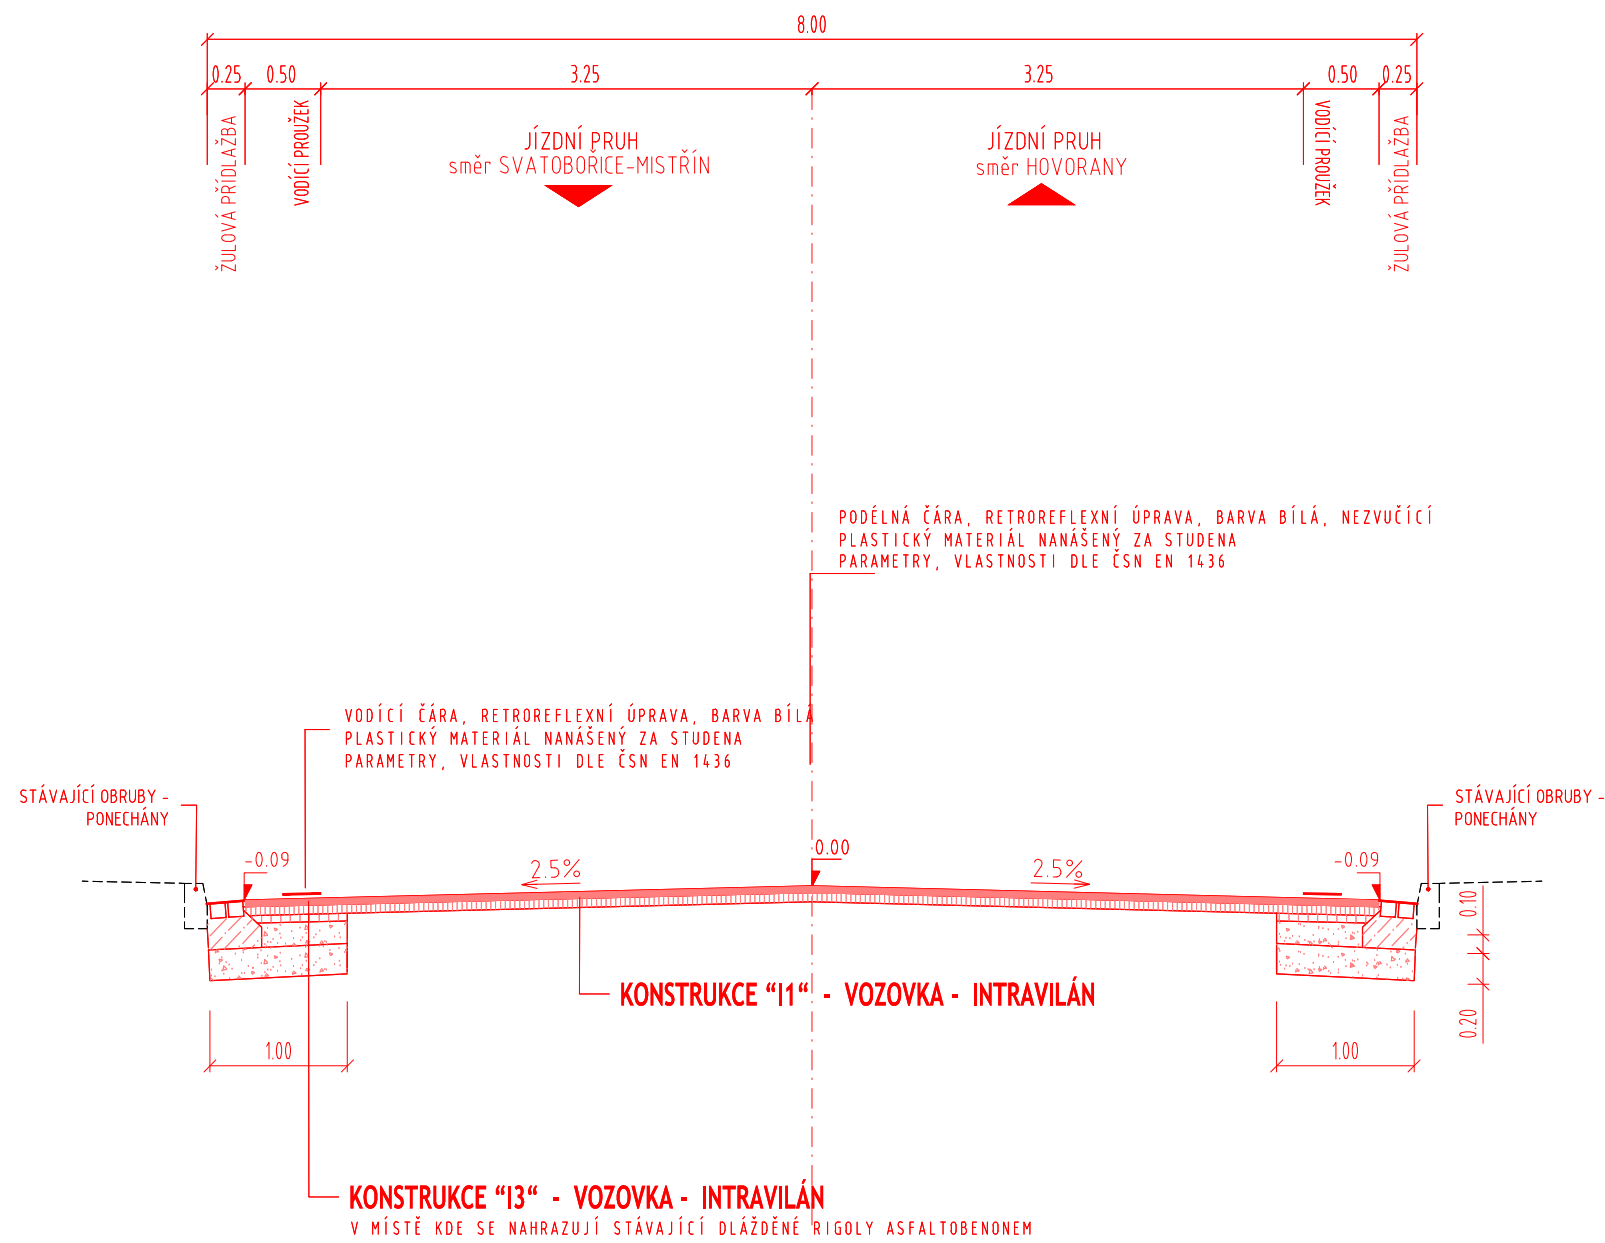 8.00
0.25
0.50
3.25
3.25
0.50
0.25
ŽULOVÁ PŘÍDLAŽBA
VODÍCÍ PROUŽEK
JÍZDNÍ PRUH
směr SVATOBOŘICE-MISTŘÍN
JÍZDNÍ PRUH
směr HOVORANY
VODÍCÍ PROUŽEK
ŽULOVÁ PŘÍDLAŽBA
PODÉLNÁ ČÁRA, RETROREFLEXNÍ ÚPRAVA, BARVA BÍLÁ, NEZVUČÍCÍ
PLASTICKÝ MATERIÁL NANÁŠENÝ ZA STUDENA
PARAMETRY, VLASTNOSTI DLE ČSN EN 1436
VODÍCÍ ČÁRA, RETROREFLEXNÍ ÚPRAVA, BARVA BÍLÁ
PLASTICKÝ MATERIÁL NANÁŠENÝ ZA STUDENA
PARAMETRY, VLASTNOSTI DLE ČSN EN 1436
STÁVAJÍCÍ OBRUBY -
PONECHÁNY
STÁVAJÍCÍ OBRUBY -
PONECHÁNY
-0.09
2.5%
0.00
2.5%
-0.09
0.10
0.20
KONSTRUKCE “I1“ - VOZOVKA - INTRAVILÁN
1.00
1.00
KONSTRUKCE “I3“ - VOZOVKA - INTRAVILÁN
V MÍSTĚ KDE SE NAHRAZUJÍ STÁVAJÍCÍ DLÁŽDĚNÉ RIGOLY ASFALTOBENONEM